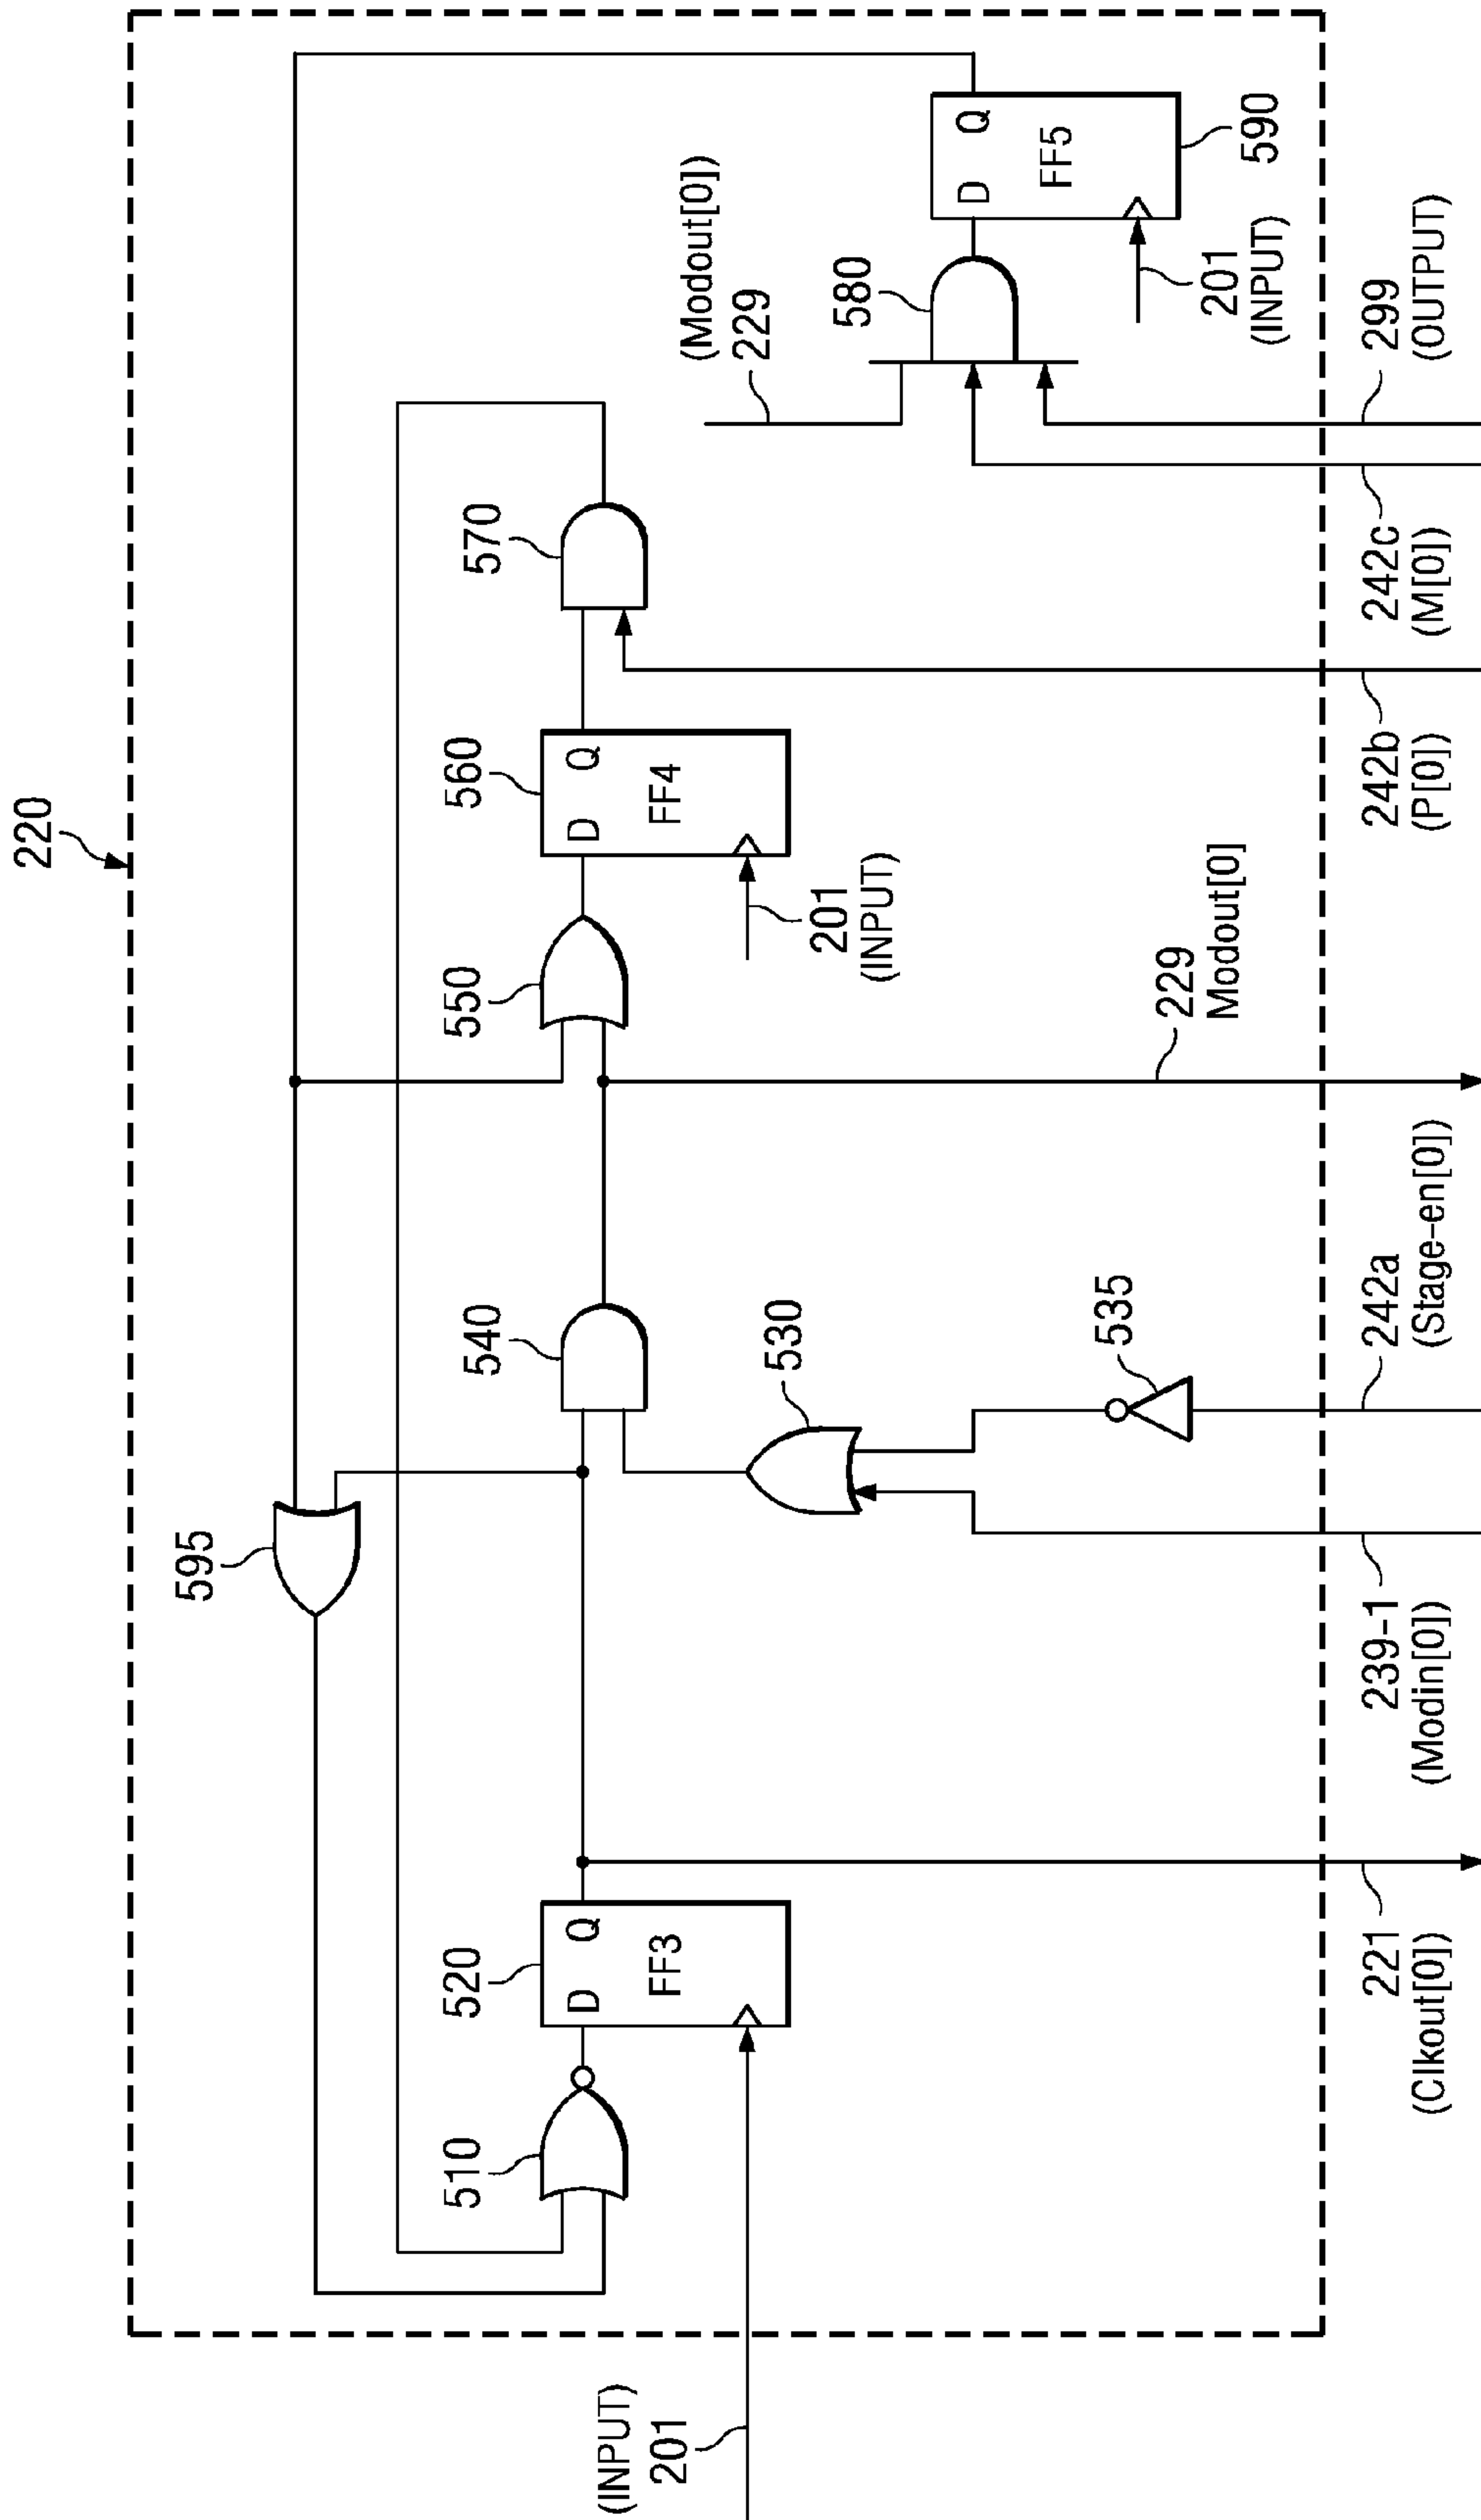 220
595
510
520
D Q
FF3
540
550
560
D Q
FF4
570
530
535
201
(INPUT)
(Modout[0])
229
580
D Q
FF5
590
201
(INPUT)
(INPUT)
201
229
Modout[0]
221
(Clkout[0])
239-1
(Modin[0])
242a
(Stage-en[0])
242b
(P[0])
242c
(M[0])
299
(OUTPUT)